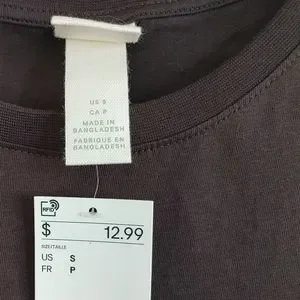 US S
CA P
MADE IN
BANGLADESH
FABRIQUÉ EN
BANGLADESH
RFID
$ 12.99
SIZE/TAILLE
US S
FR P